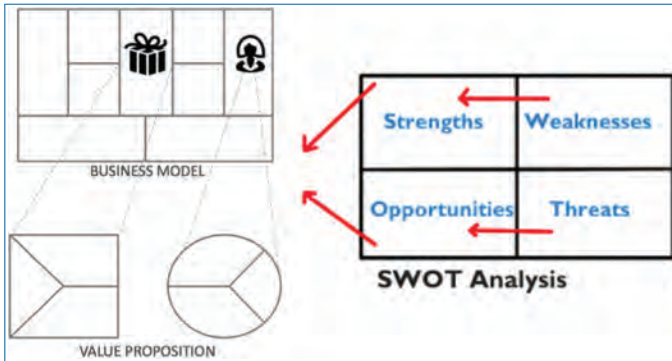 BUSINESS MODEL
VALUE PROPOSITION
Strengths
Weaknesses
Opportunities
Threats
SWOT Analysis